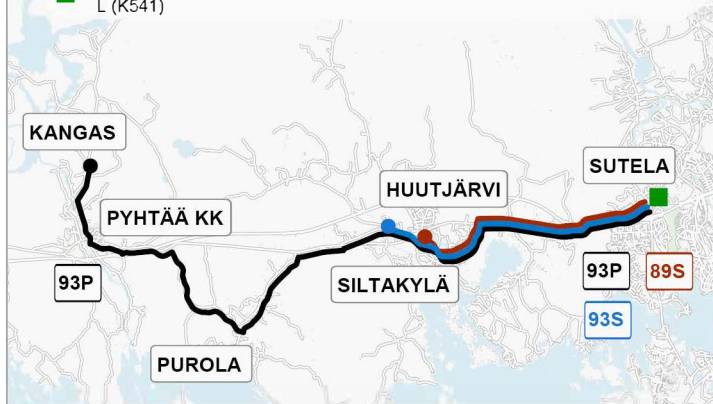 L (K541)
KANGAS
SUTELA
HUUTJÄRVI
PYHTÄÄ KK
93P
SILTAKYLÄ
93P
89S
93S
PUROLA